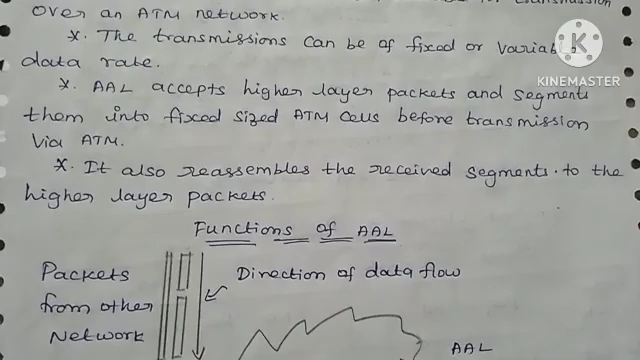 over an ATM network.
*. The transmissions can be of fixed or variable
data rate.
KINEMASTER
*. AAL accepts higher layer packets and segments
them into fixed sized ATM cells before transmission
via ATM.
*. It also reassembles the received segments. to the
higher layer packets.
Functions of AAL
Packets
from other
Network
Direction of data flow
AAL